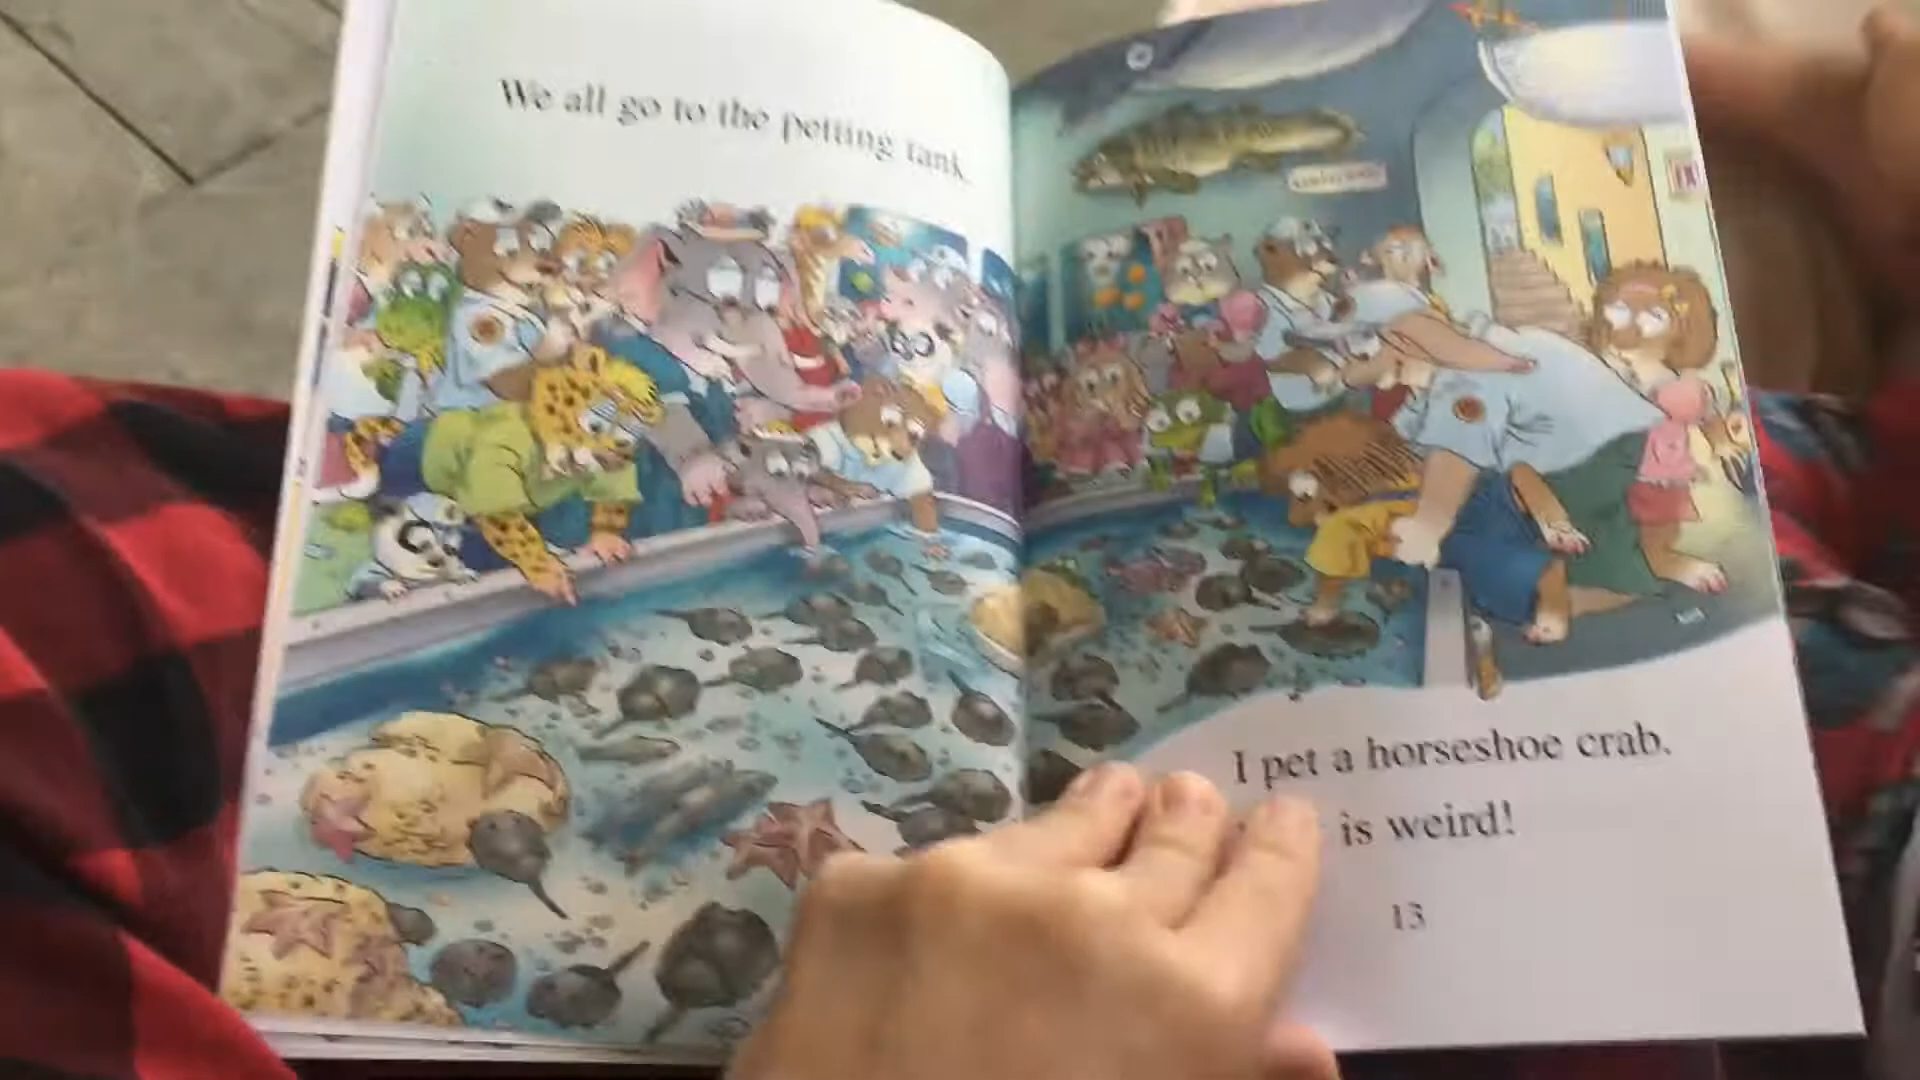 We all go to the petting tank.
I pet a horseshoe crab.
is weird!
13